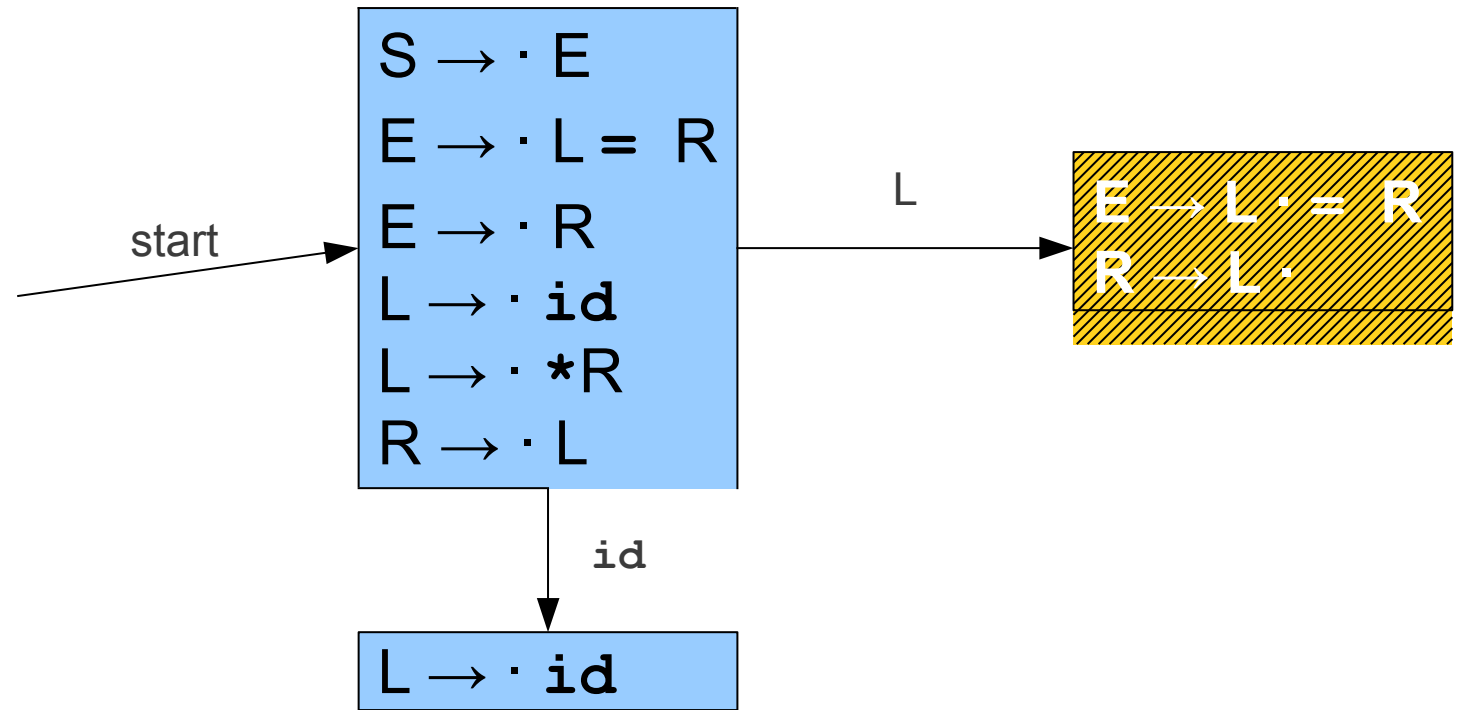 start
S → · E
E → · L = R
E → · R
L → · id
L → · *R
R → · L
L
E → L · = R
R → L ·
id
L → · id